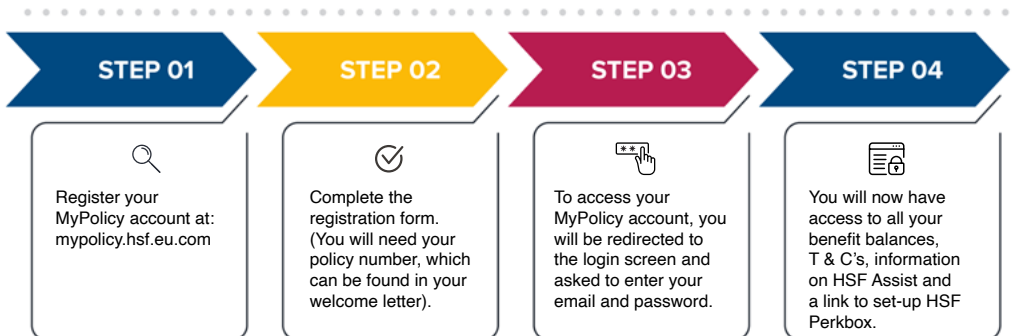 STEP 01
Register your
MyPolicy account at:
mypolicy.hsf.eu.com
STEP 02
Complete the
registration form.
(You will need your
policy number, which
can be found in your
welcome letter).
STEP 03
**
To access your
MyPolicy account, you
will be redirected to
the login screen and
asked to enter your
email and password.
STEP 04
You will now have
access to all your
benefit balances,
T & C’s, information
on HSF Assist and
a link to set-up HSF
Perkbox.